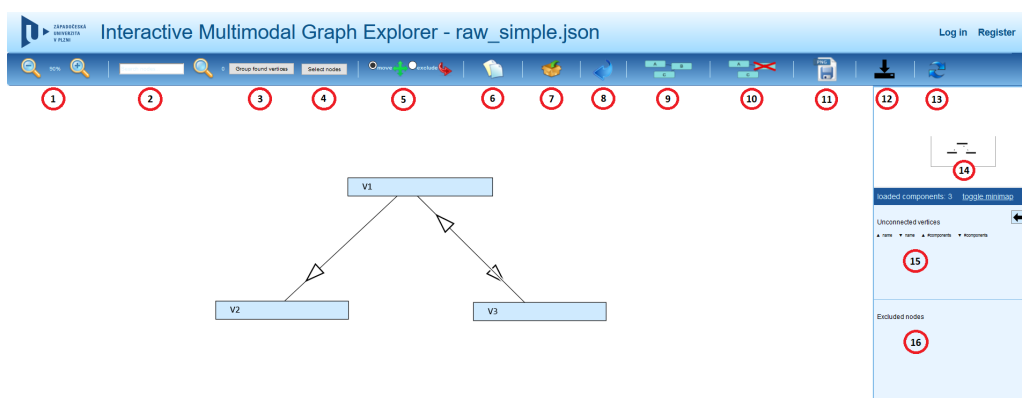 ZÁPADOČESKÁ
UNIVERZITA
V PLZNI
Interactive Multimodal Graph Explorer - raw_simple.json
Log in Register
90%
0
Group found vertices
Select nodes
move
exclude
A B
C
A
C
PNG
1 2 3 4 5 6 7 8 9 10 11 12 13
14
loaded components: 3 toggle minimap
Unconnected vertices
▲ name ▼ name ▲ #components ▼ #components
15
Excluded nodes
16
V1
V2
V3